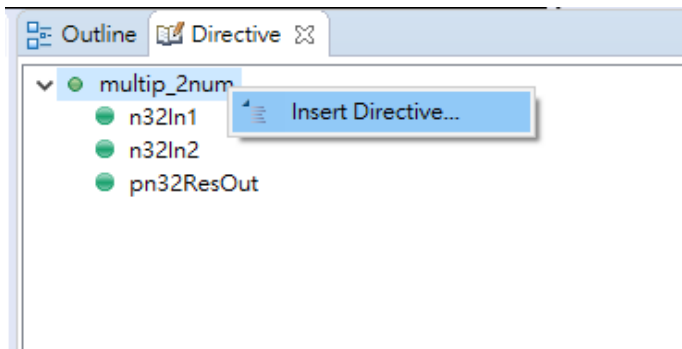 Outline Directive
multip_2num
n32In1
Insert Directive...
n32In2
pn32ResOut